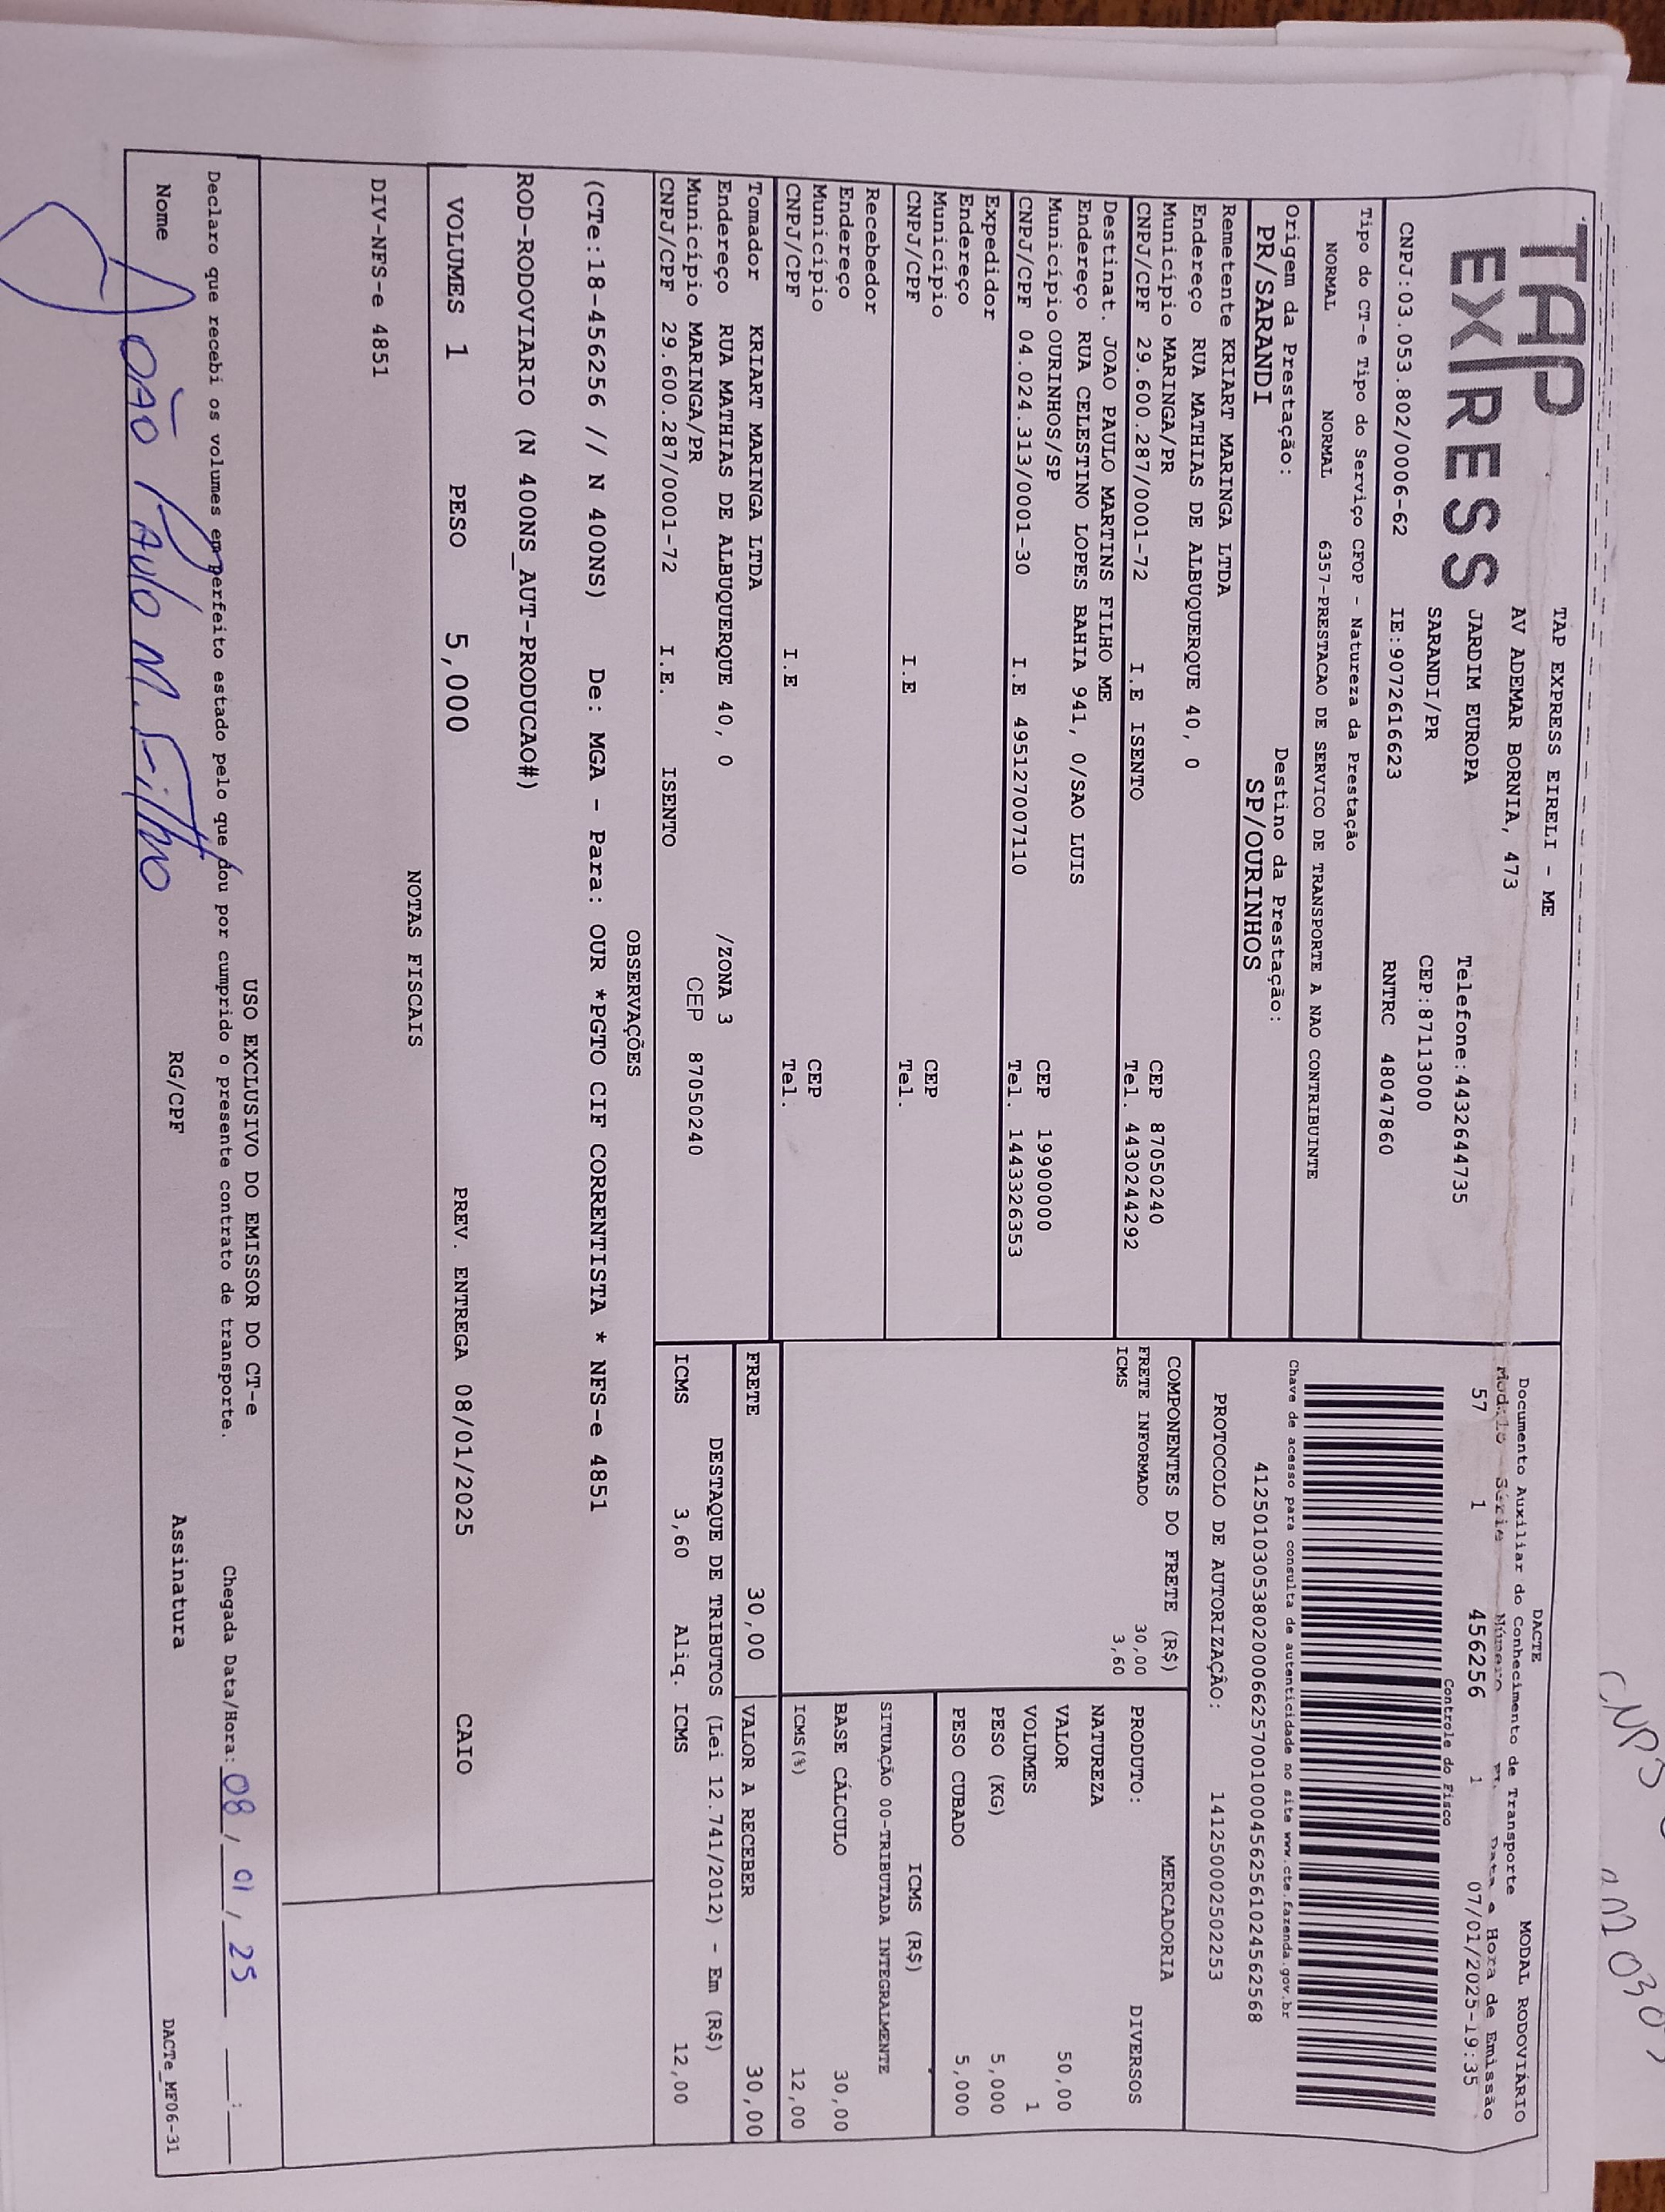 TAP
EXPRESS
TAP EXPRESS EIRELI - ME
AV ADEMAR BORNIA, 473
JARDIM EUROPA Telefone:4432644735
SARANDI/PR CEP:87113000
CNPJ:03.053.802/0006-62 IE:9072616623 RNTRC 48047860
Tipo do CT-e Tipo do Serviço CFOP - Natureza da Prestação
NORMAL NORMAL 6357-PRESTACAO DE SERVICO DE TRANSPORTE A NAO CONTRIBUINTE
Origem da Prestação: Destino da Prestação:
PR/SARANDI SP/OURINHOS
Remetente KRIART MARINGA LTDA
Endereço RUA MATHIAS DE ALBUQUERQUE 40, 0
Município MARINGA/PR CEP 87050240
CNPJ/CPF 29.600.287/0001-72 I.E ISENTO Tel. 4430244292
Destinat. JOAO PAULO MARTINS FILHO ME
Endereço RUA CELESTINO LOPES BAHIA 941, 0/SAO LUIS
Município OURINHOS/SP CEP 19900000
CNPJ/CPF 04.024.313/0001-30 I.E 495127007110 Tel. 1443326353
Expedidor
Endereço
Município CEP
CNPJ/CPF I.E Tel.
Recebedor
Endereço
Município CEP
CNPJ/CPF I.E Tel.
Tomador KRIART MARINGA LTDA
Endereço RUA MATHIAS DE ALBUQUERQUE 40, 0 /ZONA 3
Município MARINGA/PR CEP 87050240
CNPJ/CPF 29.600.287/0001-72 I.E. ISENTO
DACTE
Documento Auxiliar do Conhecimento de Transporte MODAL RODOVIÁRIO
Modelo Série Número Fl. Data e Hora de Emissão
57 1 456256 1 07/01/2025-19:35
Controle do Fisco
Chave de acesso para consulta de autenticidade no site www.cte.fazenda.gov.br
41250103053802000662570010004562561024562568
PROTOCOLO DE AUTORIZAÇÃO: 141250002502253
COMPONENTES DO FRETE (R$)
FRETE INFORMADO 30,00
ICMS 3,60
MERCADORIA
PRODUTO: DIVERSOS
NATUREZA
VALOR 50,00
VOLUMES 1
PESO (KG) 5,000
PESO CUBADO 5,000
ICMS (R$)
SITUAÇÃO 00-TRIBUTADA INTEGRALMENTE
BASE CÁLCULO 30,00
ICMS(%) 12,00
FRETE 30,00 VALOR A RECEBER 30,00
DESTAQUE DE TRIBUTOS (Lei 12.741/2012) - Em (R$)
ICMS 3,60 Aliq. ICMS 12,00
OBSERVAÇÕES
(CTe:18-456256 // N 400NS) De: MGA - Para: OUR *PGTO CIF CORRENTISTA * NFS-e 4851
ROD-RODOVIARIO (N 400NS_AUT-PRODUCAO#)
VOLUMES 1 PESO 5,000 PREV. ENTREGA 08/01/2025 CAIO
NOTAS FISCAIS
DIV-NFS-e 4851
USO EXCLUSIVO DO EMISSOR DO CT-e
Declaro que recebi os volumes em perfeito estado pelo que dou por cumprido o presente contrato de transporte. Chegada Data/Hora: 08/01/25 __:__
Nome João Paulo M. Filho RG/CPF Assinatura DACTe_MF06-31